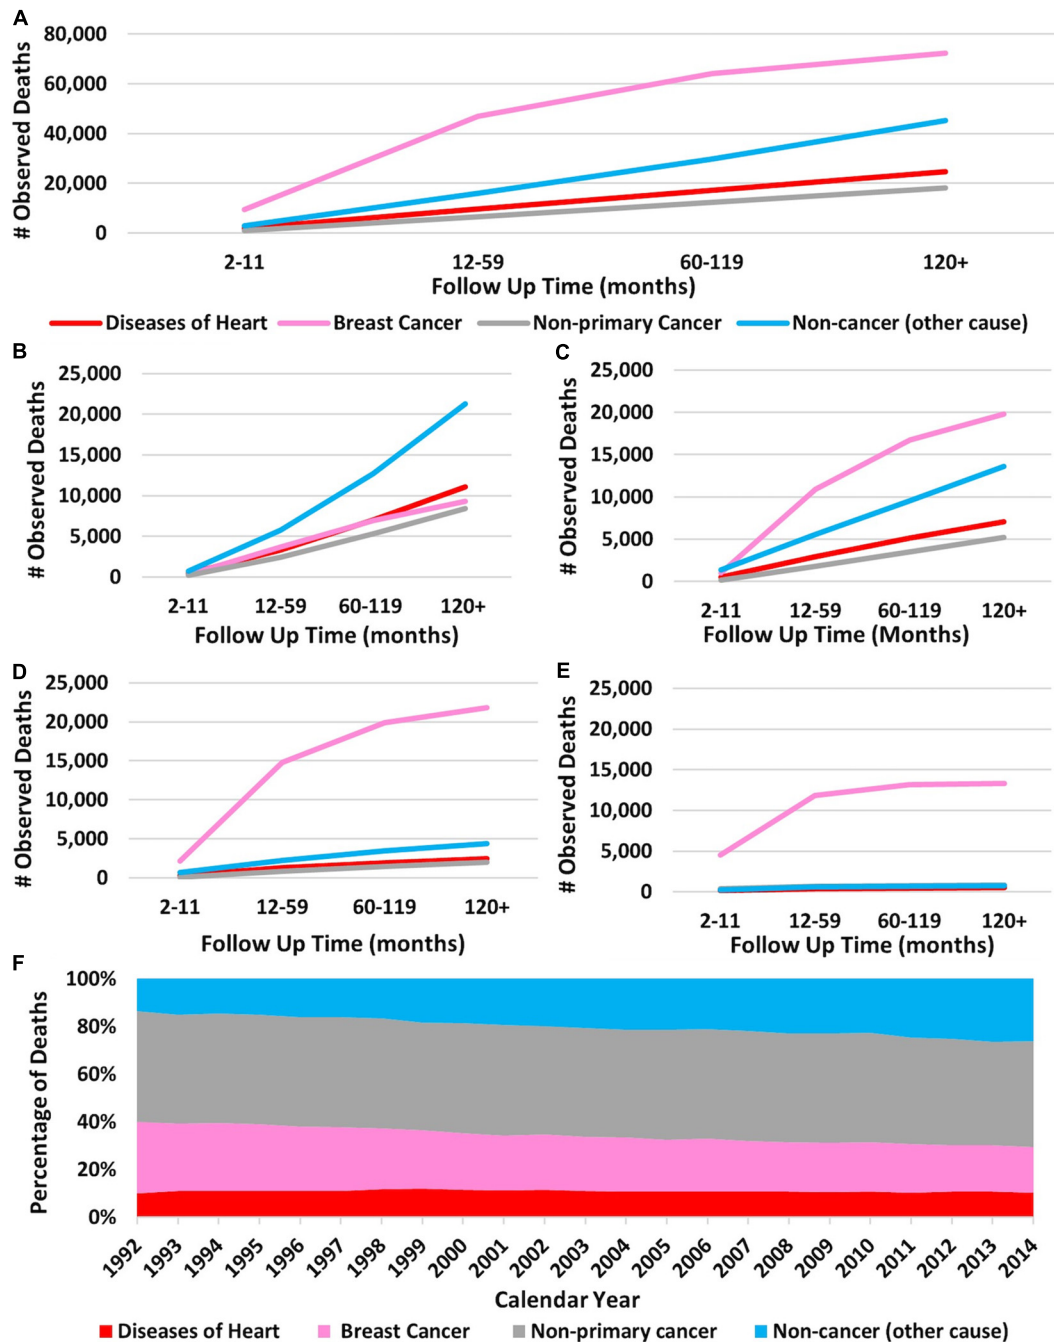 A
# Observed Deaths
80,000
60,000
40,000
20,000
0
2-11 12-59 60-119 120+
Follow Up Time (months)
Diseases of Heart Breast Cancer Non-primary Cancer Non-cancer (other cause)
B
# Observed Deaths
25,000
20,000
15,000
10,000
5,000
0
2-11 12-59 60-119 120+
Follow Up Time (months)
C
# Observed Deaths
25,000
20,000
15,000
10,000
5,000
0
2-11 12-59 60-119 120+
Follow Up Time (Months)
D
# Observed Deaths
25,000
20,000
15,000
10,000
5,000
0
2-11 12-59 60-119 120+
Follow Up Time (months)
E
# Observed Deaths
25,000
20,000
15,000
10,000
5,000
0
2-11 12-59 60-119 120+
Follow Up Time (months)
F
Percentage of Deaths
100%
80%
60%
40%
20%
0%
1992 1993 1994 1995 1996 1997 1998 1999 2000 2001 2002 2003 2004 2005 2006 2007 2008 2009 2010 2011 2012 2013 2014
Calendar Year
Diseases of Heart Breast Cancer Non-primary cancer Non-cancer (other cause)